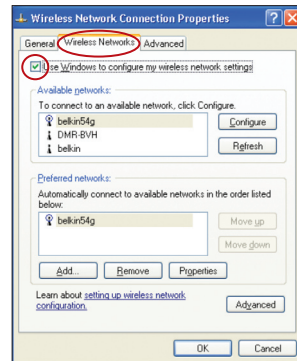 Wireless Network Connection Properties
General Wireless Networks Advanced
Use Windows to configure my wireless network settings
Available networks:
To connect to an available network, click Configure.
belkin54g
DMR-BVH
belkin
Configure
Refresh
Preferred networks:
Automatically connect to available networks in the order listed
below:
belkin54g
Move up
Move down
Add... Remove Properties
Learn about setting up wireless network
configuration.
Advanced
OK Cancel